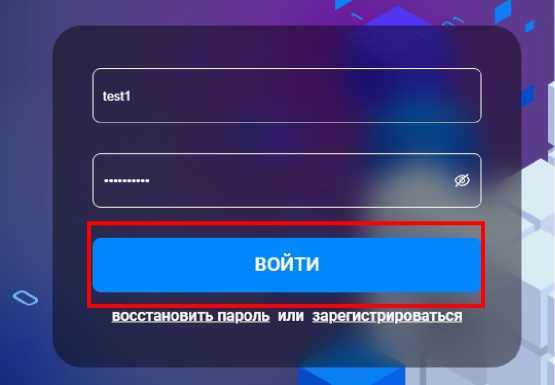 test1
••••••••••
ВОЙТИ
восстановить пароль или зарегистрироваться